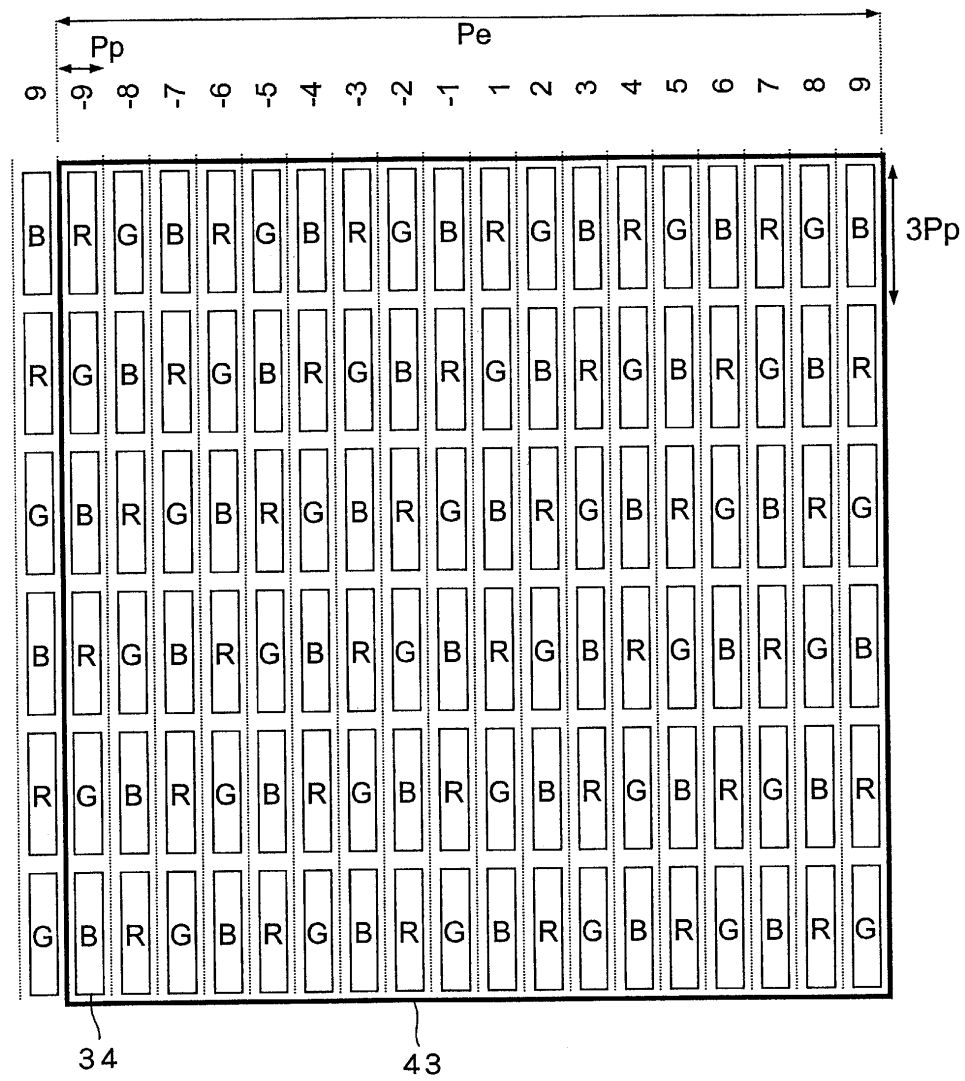 Pe
Pp
9 -9 -8 -7 -6 -5 -4 -3 -2 -1 1 2 3 4 5 6 7 8 9
B R G B R G B R G B R G B R G B R G B
3Pp
R G B R G B R G B R G B R G B R G B R
G B R G B R G B R G B R G B R G B R G
B R G B R G B R G B R G B R G B R G B
R G B R G B R G B R G B R G B R G B R
G B R G B R G B R G B R G B R G B R G
34
43